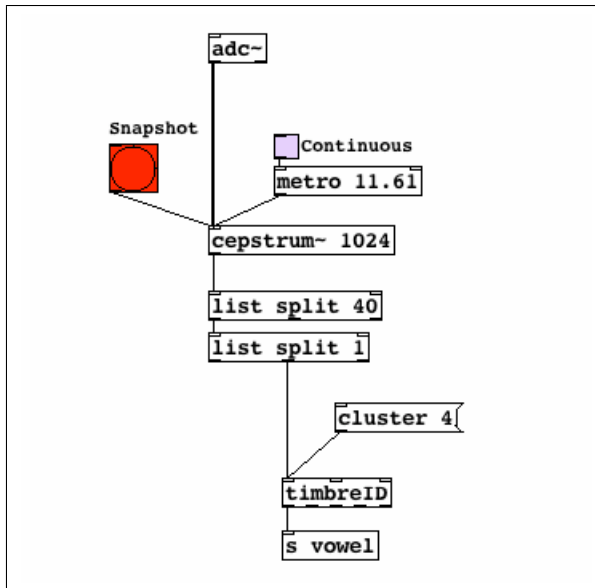 adc~
Snapshot
Continuous
metro 11.61
cepstrum~ 1024
list split 40
list split 1
cluster 4
timbreID
s vowel